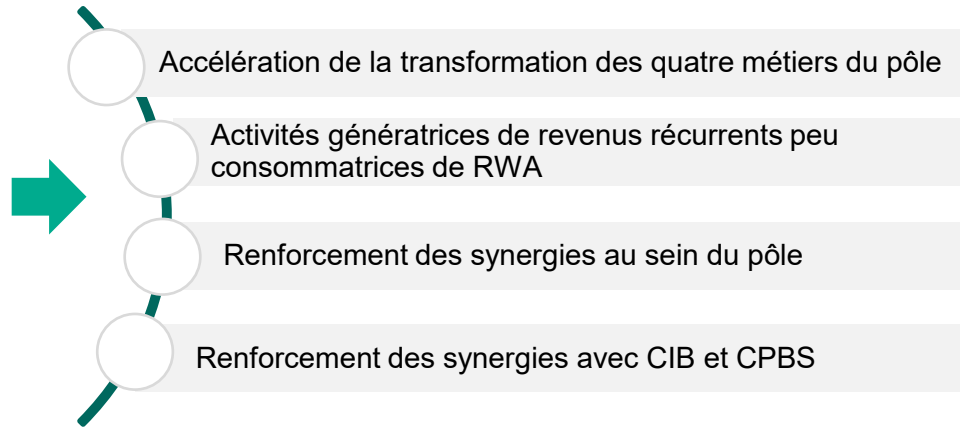 Accélération de la transformation des quatre métiers du pôle
Activités génératrices de revenus récurrents peu
consommatrices de RWA
Renforcement des synergies au sein du pôle
Renforcement des synergies avec CIB et CPBS